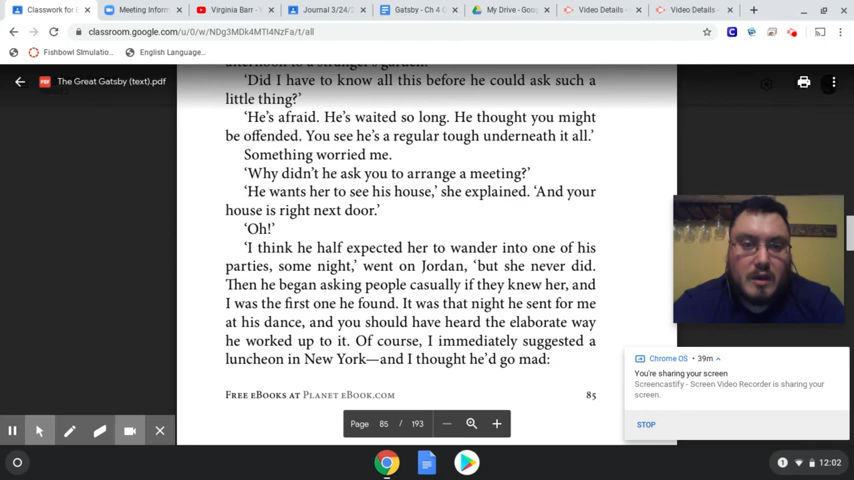 Classwork for E
Meeting Inform
Virginia Barr - V
Journal 3/24/2
Gatsby - Ch 4 C
My Drive - Goog
Video Details -
Video Details -
classroom.google.com/u/0/w/NDg3MDk4MTI4NzFa/t/all
Fishbowl SImulatio...
English Language...
The Great Gatsby (text).pdf
afternoon to a stranger's garden.'
'Did I have to know all this before he could ask such a
little thing?'
'He's afraid. He's waited so long. He thought you might
be offended. You see he's a regular tough underneath it all.'
Something worried me.
'Why didn't he ask you to arrange a meeting?'
'He wants her to see his house,' she explained. 'And your
house is right next door.'
'Oh!'
'I think he half expected her to wander into one of his
parties, some night,' went on Jordan, 'but she never did.
Then he began asking people casually if they knew her, and
I was the first one he found. It was that night he sent for me
at his dance, and you should have heard the elaborate way
he worked up to it. Of course, I immediately suggested a
luncheon in New York—and I thought he'd go mad:
Free eBooks at Planet eBook.com
85
Page 85 / 193
Chrome OS • 39m
You're sharing your screen
Screencastify - Screen Video Recorder is sharing your
screen.
STOP
1
12:02